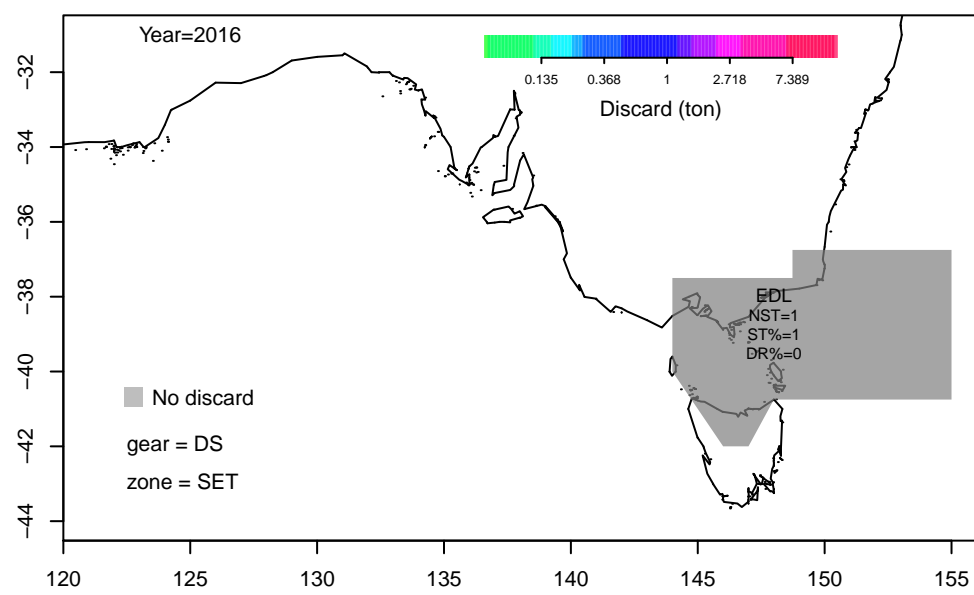 Year=2016
0.135 0.368 1 2.718 7.389
Discard (ton)
−32
−34
−36
−38
−40
−42
−44
EDL
NST=1
ST%=1
DR%=0
No discard
gear = DS
zone = SET
120 125 130 135 140 145 150 155